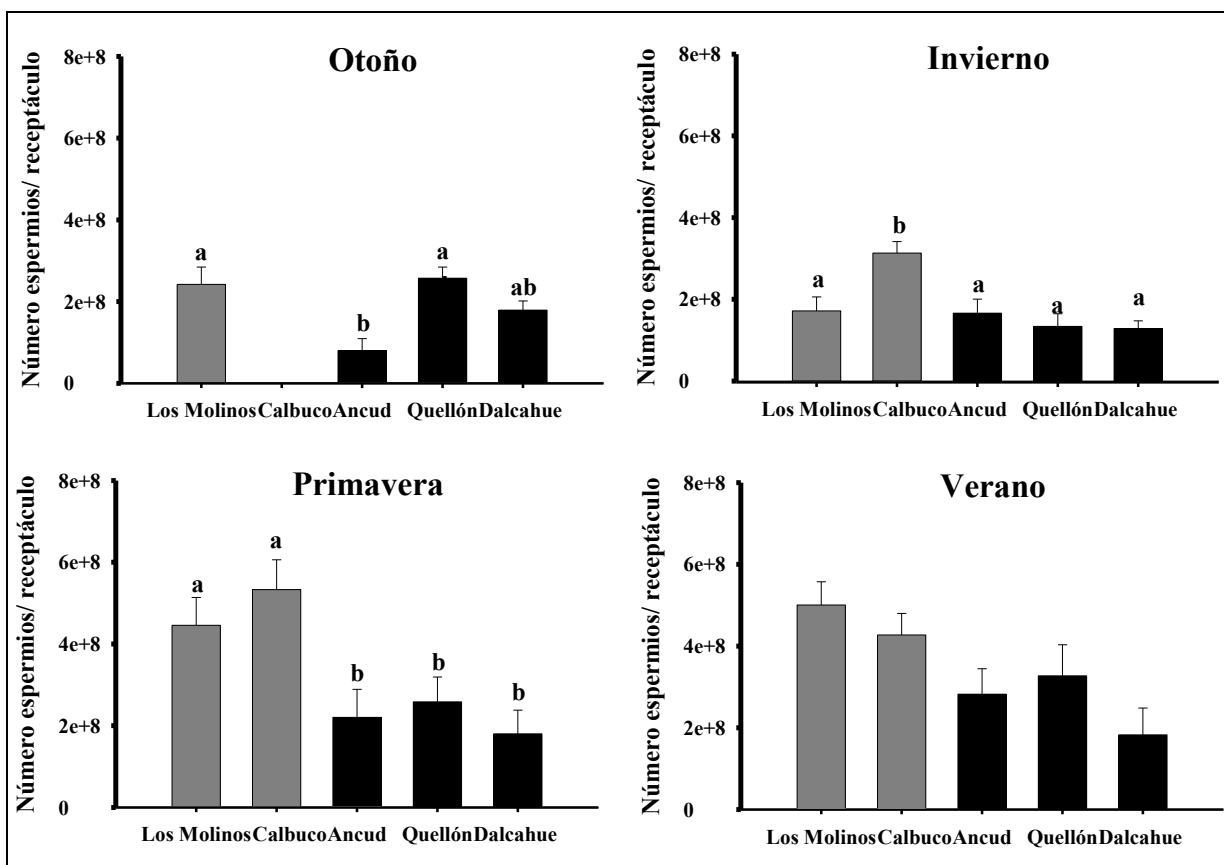 Otoño
Número espermios/ receptáculo
8e+8
6e+8
4e+8
2e+8
0
a
b
a
ab
Los Molinos Calbuco Ancud Quellón Dalcahue
Invierno
Número espermios/ receptáculo
8e+8
6e+8
4e+8
2e+8
0
a
b
a
a
a
Los Molinos Calbuco Ancud Quellón Dalcahue
Primavera
Número espermios/ receptáculo
8e+8
6e+8
4e+8
2e+8
0
a
a
b
b
b
Los Molinos Calbuco Ancud Quellón Dalcahue
Verano
Número espermios/ receptáculo
8e+8
6e+8
4e+8
2e+8
0
Los Molinos Calbuco Ancud Quellón Dalcahue